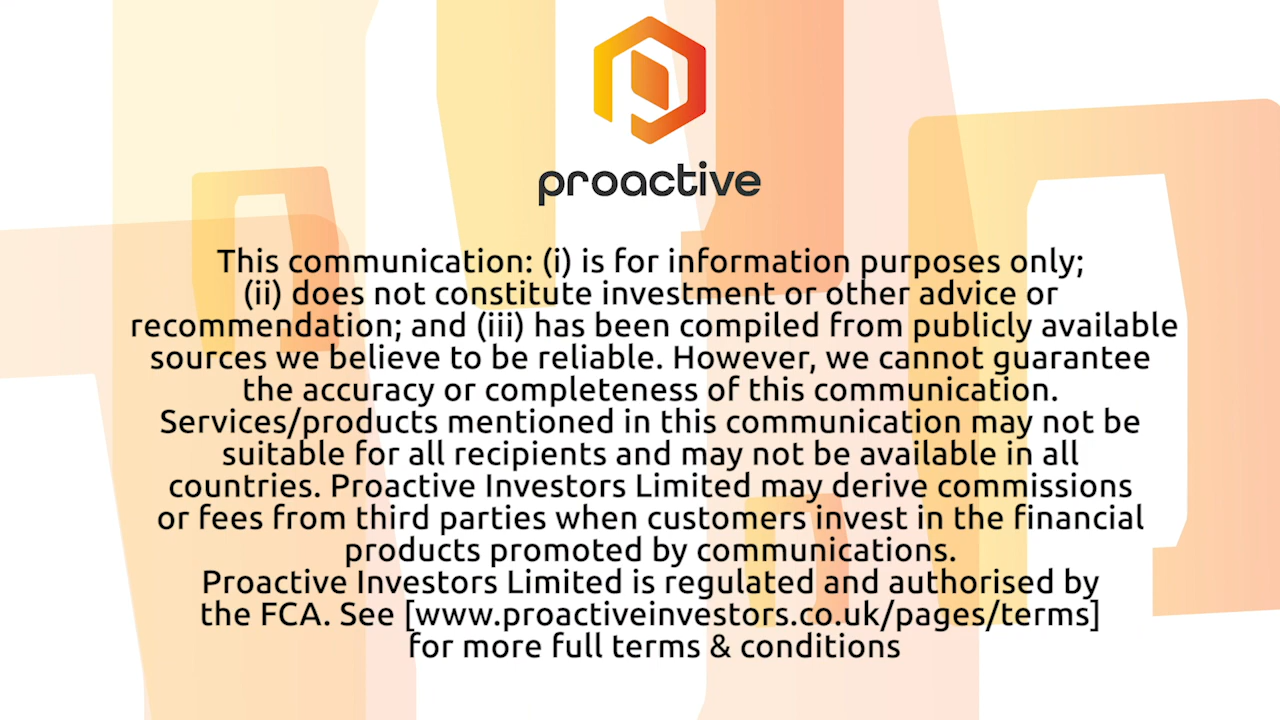 proactive
This communication: (i) is for information purposes only;
(ii) does not constitute investment or other advice or
recommendation; and (iii) has been compiled from publicly available
sources we believe to be reliable. However, we cannot guarantee
the accuracy or completeness of this communication.
Services/products mentioned in this communication may not be
suitable for all recipients and may not be available in all
countries. Proactive Investors Limited may derive commissions
or fees from third parties when customers invest in the financial
products promoted by communications.
Proactive Investors Limited is regulated and authorised by
the FCA. See [www.proactiveinvestors.co.uk/pages/terms]
for more full terms & conditions